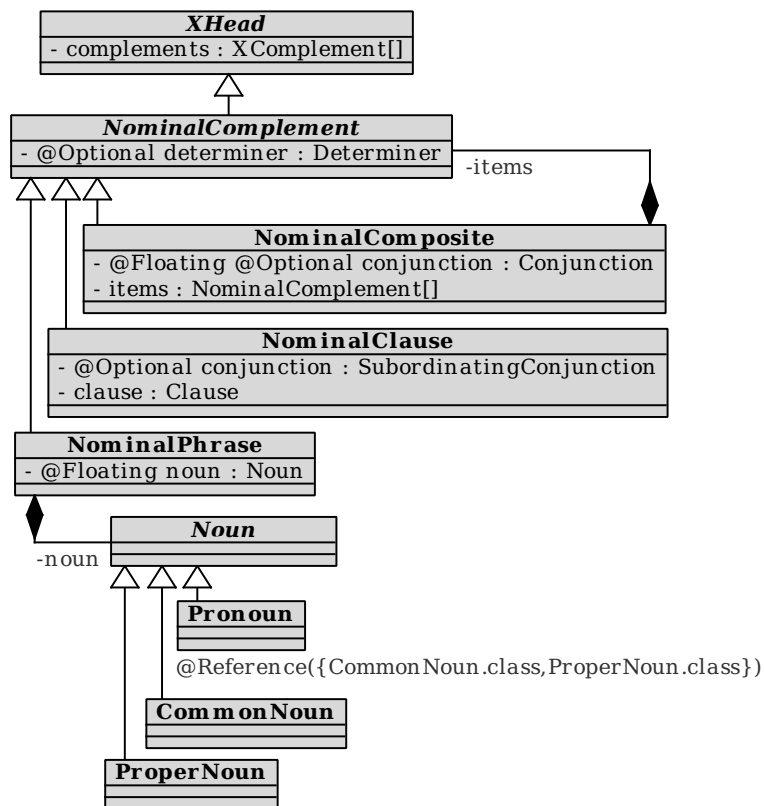 XHead
- complements : XComplement[]
NominalComplement
- @Optional determiner : Determiner
-items
NominalComposite
- @Floating @Optional conjunction : Conjunction
- items : NominalComplement[]
NominalClause
- @Optional conjunction : SubordinatingConjunction
- clause : Clause
NominalPhrase
- @Floating noun : Noun
Noun
-noun
Pronoun
@Reference({CommonNoun.class,ProperNoun.class})
CommonNoun
ProperNoun